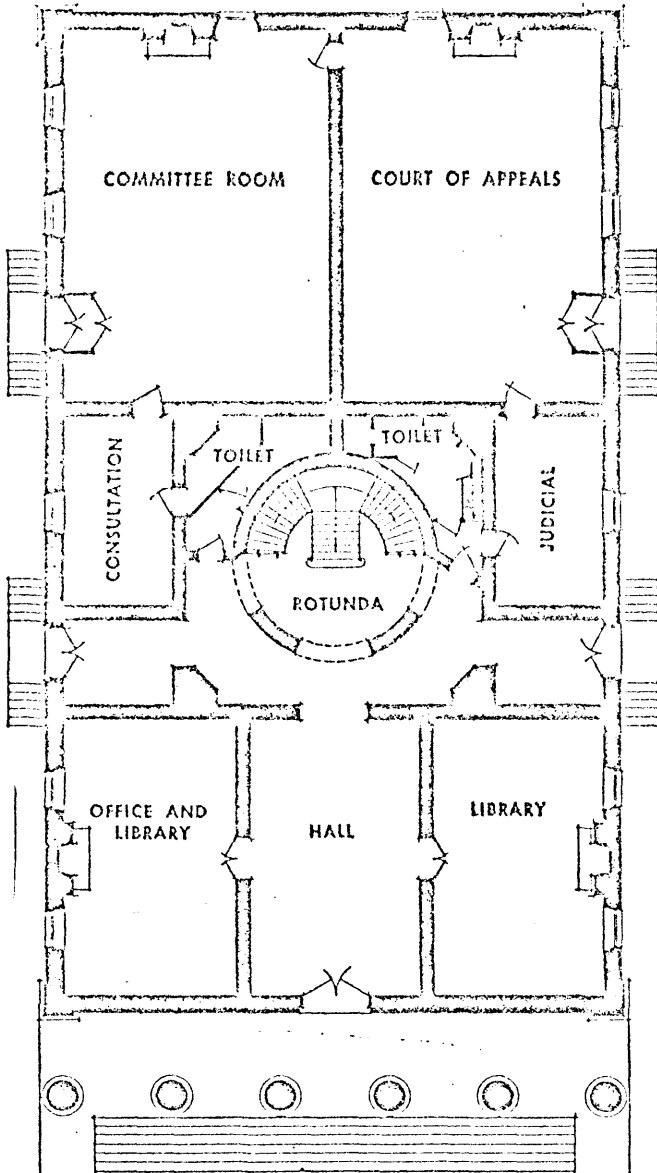 COMMITTEE ROOM
COURT OF APPEALS
CONSULTATION
TOILET
TOILET
JUDICIAL
ROTUNDA
OFFICE AND
LIBRARY
HALL
LIBRARY